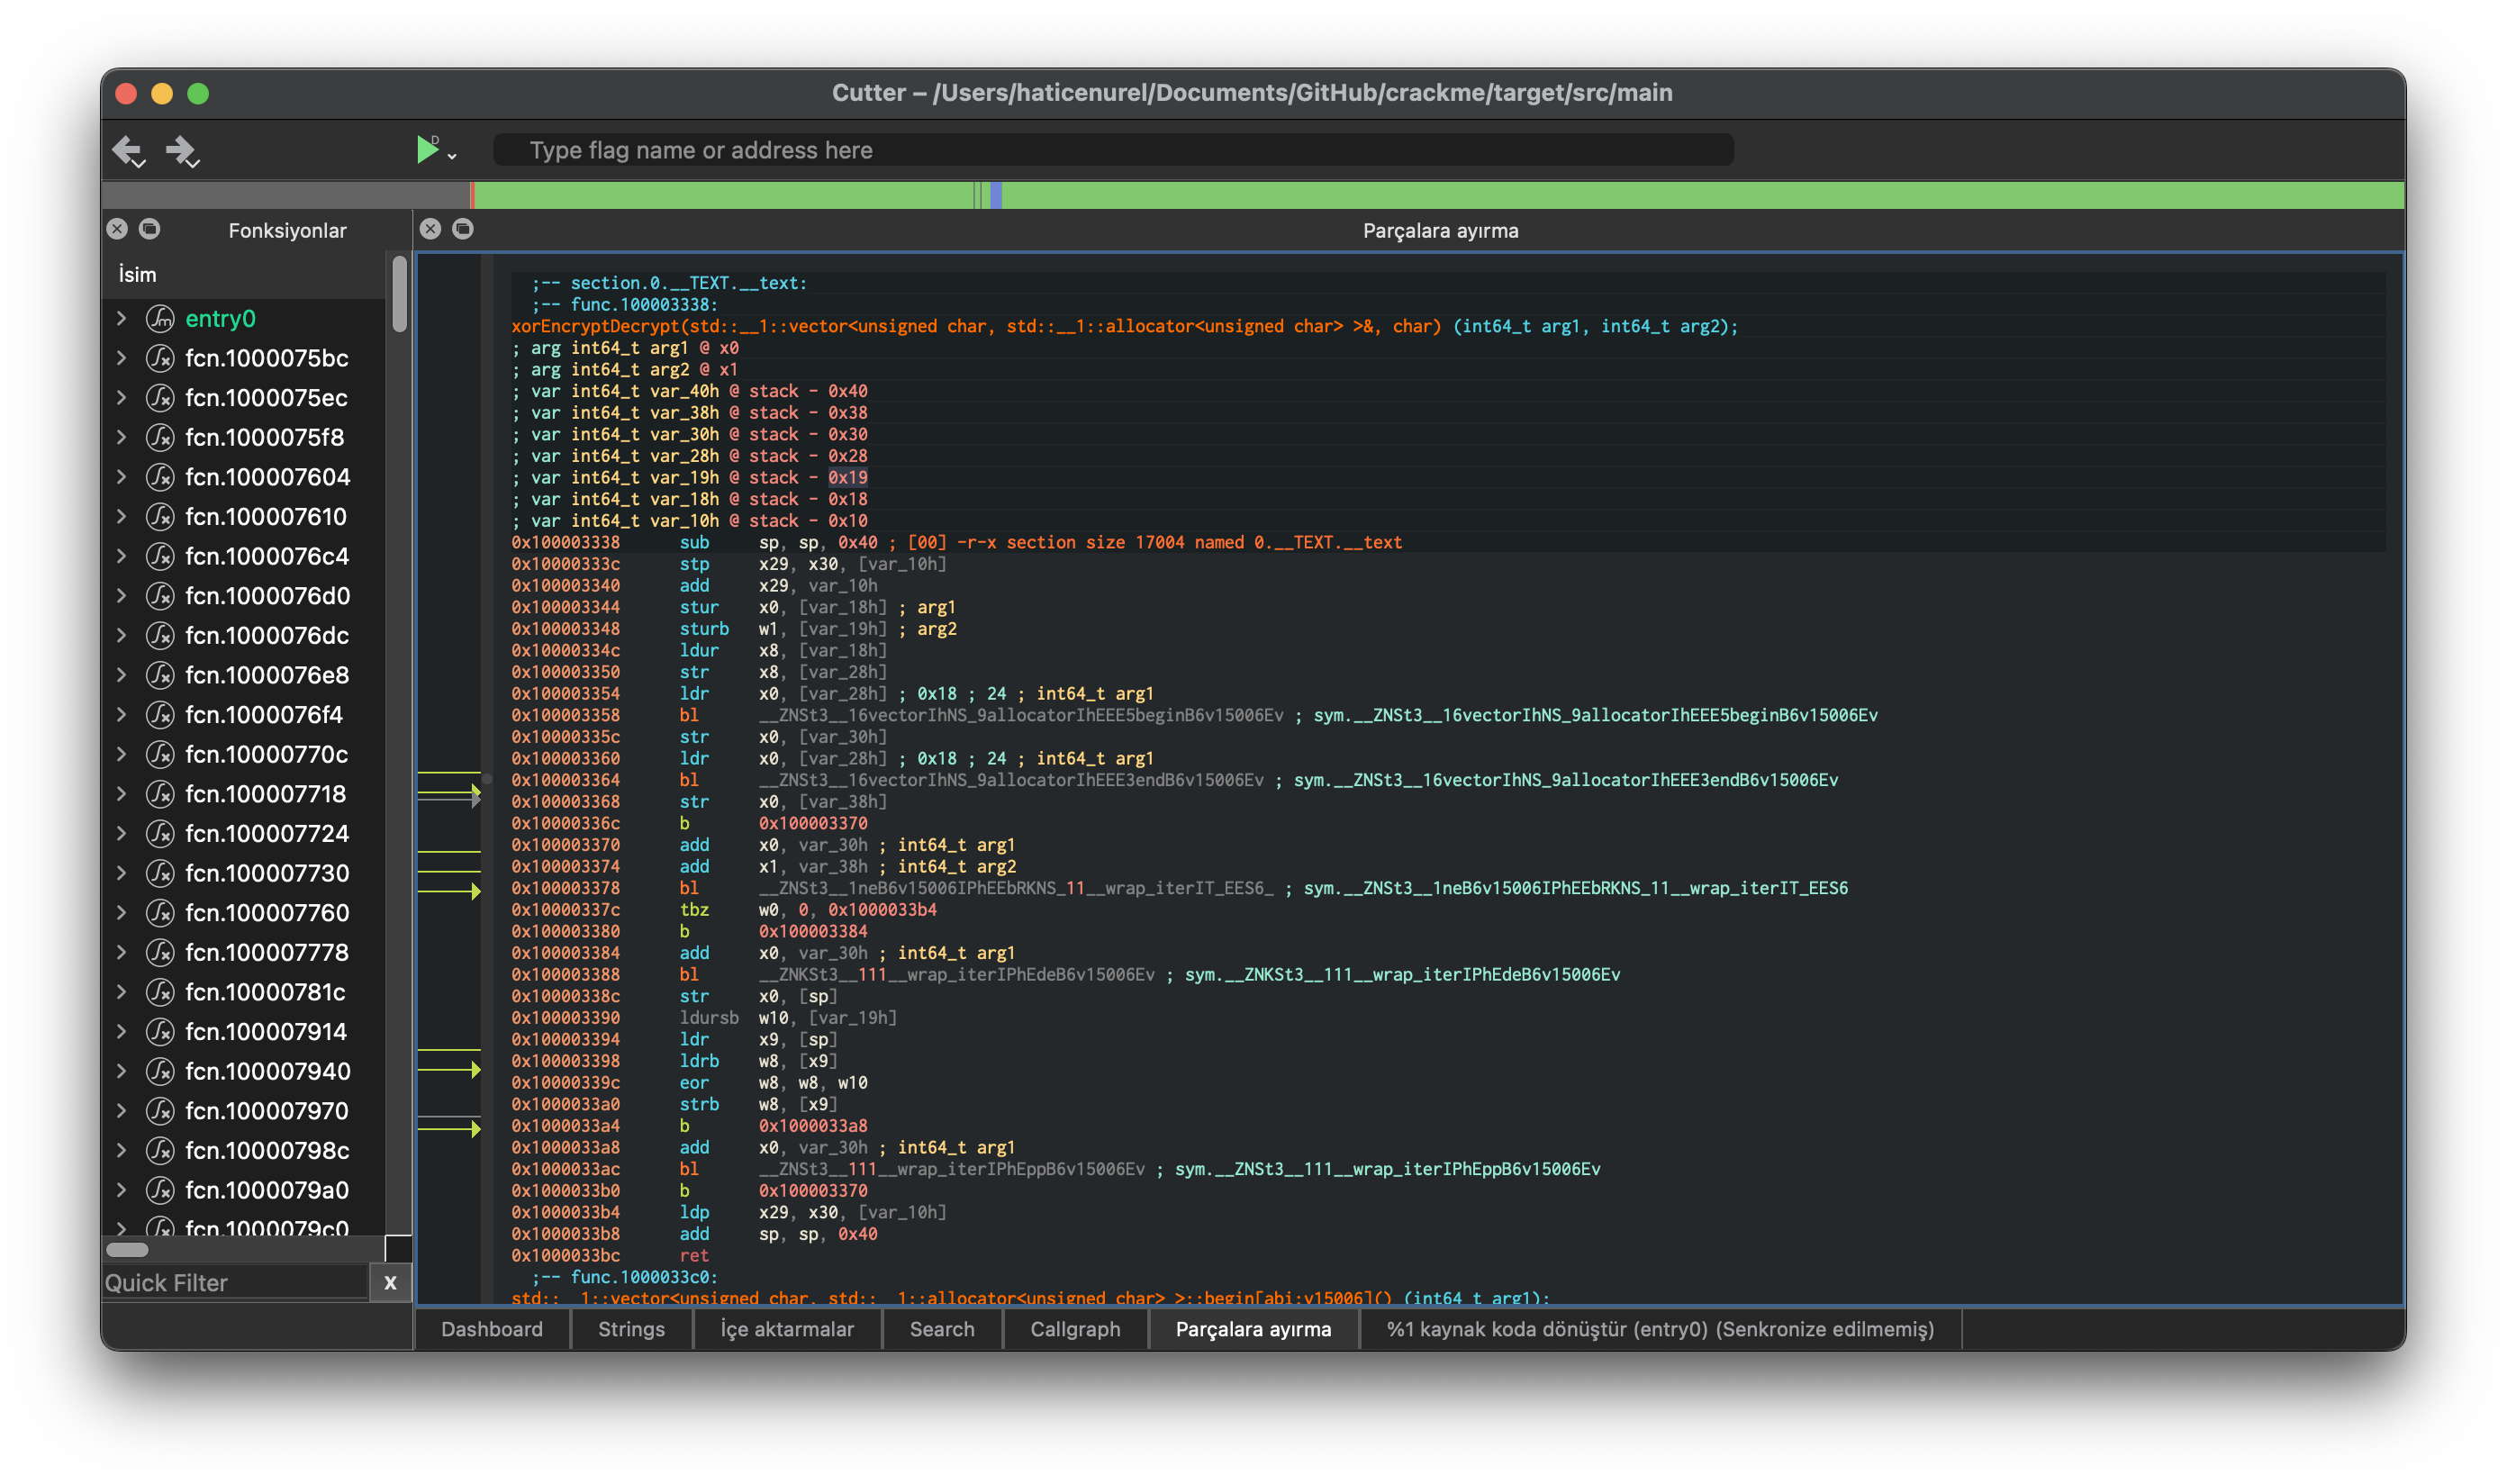 Cutter – /Users/haticenurel/Documents/GitHub/crackme/target/src/main
D
Type flag name or address here
Fonksiyonlar
İsim
entry0
fcn.1000075bc
fcn.1000075ec
fcn.1000075f8
fcn.100007604
fcn.100007610
fcn.1000076c4
fcn.1000076d0
fcn.1000076dc
fcn.1000076e8
fcn.1000076f4
fcn.10000770c
fcn.100007718
fcn.100007724
fcn.100007730
fcn.100007760
fcn.100007778
fcn.10000781c
fcn.100007914
fcn.100007940
fcn.100007970
fcn.10000798c
fcn.1000079a0
fcn.1000079c0
Quick Filter
X
Parçalara ayırma
;-- section.0.__TEXT.__text:
;-- func.100003338:
xorEncryptDecrypt(std::__1::vector<unsigned char, std::__1::allocator<unsigned char> >&, char) (int64_t arg1, int64_t arg2);
; arg int64_t arg1 @ x0
; arg int64_t arg2 @ x1
; var int64_t var_40h @ stack - 0x40
; var int64_t var_38h @ stack - 0x38
; var int64_t var_30h @ stack - 0x30
; var int64_t var_28h @ stack - 0x28
; var int64_t var_19h @ stack - 0x19
; var int64_t var_18h @ stack - 0x18
; var int64_t var_10h @ stack - 0x10
0x100003338 sub sp, sp, 0x40 ; [00] -r-x section size 17004 named 0.__TEXT.__text
0x10000333c stp x29, x30, [var_10h]
0x100003340 add x29, var_10h
0x100003344 stur x0, [var_18h] ; arg1
0x100003348 sturb w1, [var_19h] ; arg2
0x10000334c ldur x8, [var_18h]
0x100003350 str x8, [var_28h]
0x100003354 ldr x0, [var_28h] ; 0x18 ; 24 ; int64_t arg1
0x100003358 bl __ZNSt3__16vectorIhNS_9allocatorIhEEE5beginB6v15006Ev ; sym.__ZNSt3__16vectorIhNS_9allocatorIhEEE5beginB6v15006Ev
0x10000335c str x0, [var_30h]
0x100003360 ldr x0, [var_28h] ; 0x18 ; 24 ; int64_t arg1
0x100003364 bl __ZNSt3__16vectorIhNS_9allocatorIhEEE3endB6v15006Ev ; sym.__ZNSt3__16vectorIhNS_9allocatorIhEEE3endB6v15006Ev
0x100003368 str x0, [var_38h]
0x10000336c b 0x100003370
0x100003370 add x0, var_30h ; int64_t arg1
0x100003374 add x1, var_38h ; int64_t arg2
0x100003378 bl __ZNSt3__1neB6v15006IPhEEbRKNS_11__wrap_iterIT_EES6_ ; sym.__ZNSt3__1neB6v15006IPhEEbRKNS_11__wrap_iterIT_EES6
0x10000337c tbz w0, 0, 0x1000033b4
0x100003380 b 0x100003384
0x100003384 add x0, var_30h ; int64_t arg1
0x100003388 bl __ZNKSt3__111__wrap_iterIPhEdeB6v15006Ev ; sym.__ZNKSt3__111__wrap_iterIPhEdeB6v15006Ev
0x10000338c str x0, [sp]
0x100003390 ldursb w10, [var_19h]
0x100003394 ldr x9, [sp]
0x100003398 ldrb w8, [x9]
0x10000339c eor w8, w8, w10
0x1000033a0 strb w8, [x9]
0x1000033a4 b 0x1000033a8
0x1000033a8 add x0, var_30h ; int64_t arg1
0x1000033ac bl __ZNSt3__111__wrap_iterIPhEppB6v15006Ev ; sym.__ZNSt3__111__wrap_iterIPhEppB6v15006Ev
0x1000033b0 b 0x100003370
0x1000033b4 ldp x29, x30, [var_10h]
0x1000033b8 add sp, sp, 0x40
0x1000033bc ret
;-- func.1000033c0:
std::__1::vector<unsigned char, std::__1::allocator<unsigned char> >::begin[abi:v15006]() (int64_t arg1);
Dashboard
Strings
İçe aktarmalar
Search
Callgraph
Parçalara ayırma
%1 kaynak koda dönüştür (entry0) (Senkronize edilmemiş)